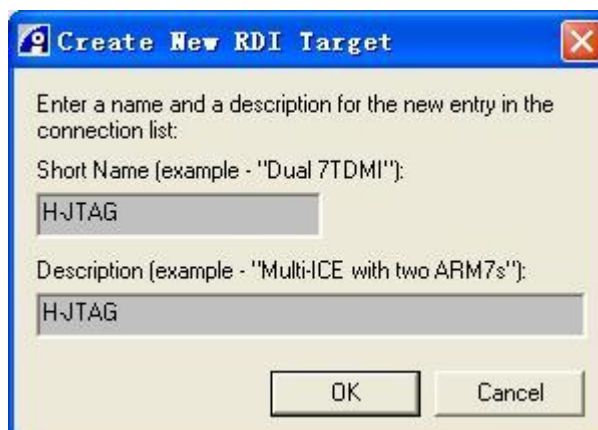 Create New RDI Target
Enter a name and a description for the new entry in the
connection list:
Short Name (example - "Dual 7TDMI"):
H-JTAG
Description (example - "Multi-ICE with two ARM7s"):
H-JTAG
OK
Cancel